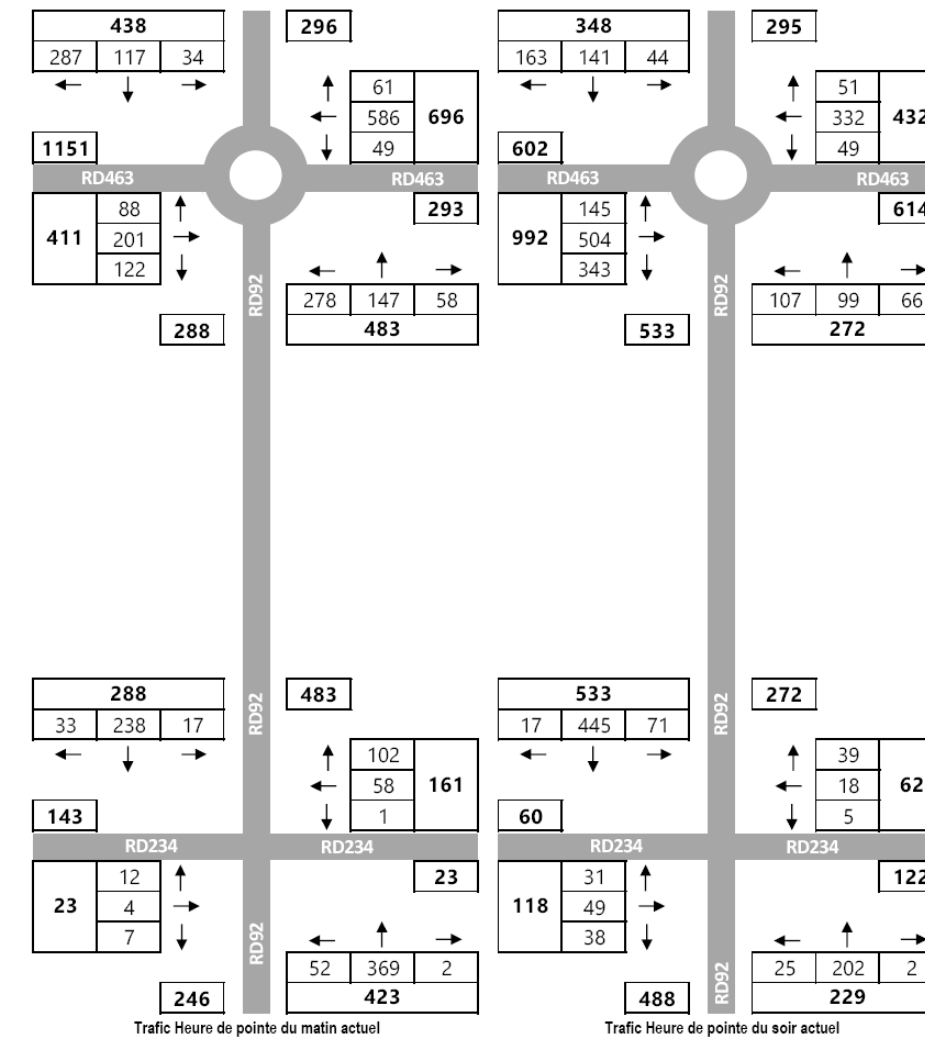 438 296 348 295
287 117 34 163 141 44
61 51
586 696 332 432
49 49
1151 602
RD463 RD463 RD463 RD463
88 293 145 614
411 201 992 504
122 343
RD92 RD92
278 147 58 107 99 66
288 483 533 272
288 483 533 272
33 238 17 17 445 71
RD92 RD92
102 39
58 161 18 62
1 5
143 60
RD234 RD234 RD234 RD234
12 23 31 122
23 4 118 49
7 38
RD92 RD92
52 369 2 25 202 2
246 423 488 229
Trafic Heure de pointe du matin actuel Trafic Heure de pointe du soir actuel